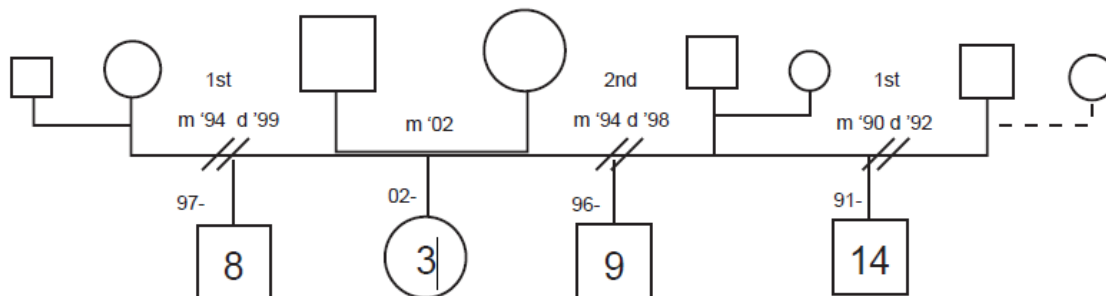 1st
2nd
1st
m ‘94 d ’99
m ‘02
m ‘94 d ‘98
m ‘90 d ‘92
97-
02-
96-
91-
8
3
9
14